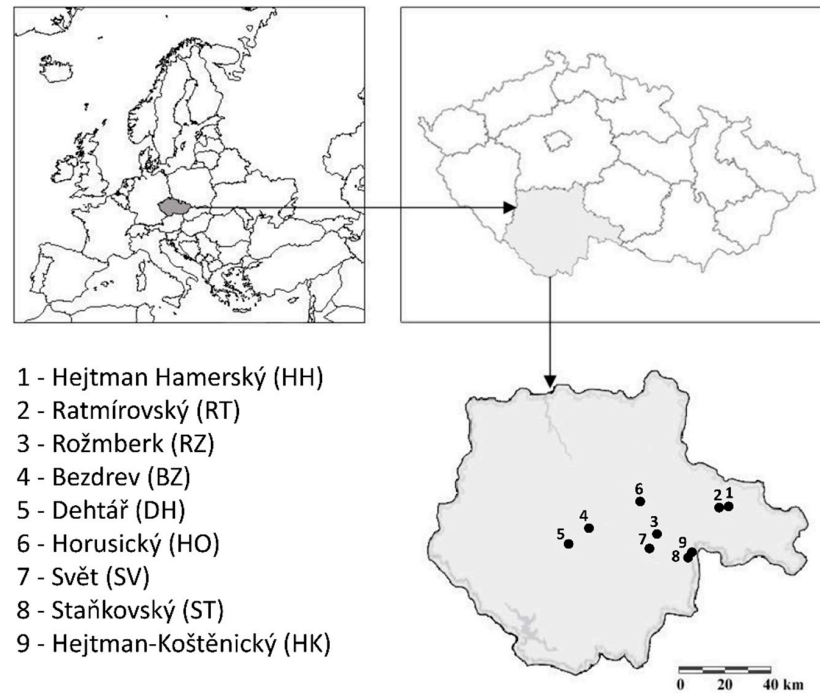 1 - Hejtman Hamerský (HH)
2 - Ratmírovský (RT)
3 - Rožmberk (RZ)
4 - Bezdrev (BZ)
5 - Dehtář (DH)
6 - Horusický (HO)
7 - Svět (SV)
8 - Staňkovský (ST)
9 - Hejtman-Koštěnický (HK)
6
2 1
4
3
5
7
9
8
0 20 40 km